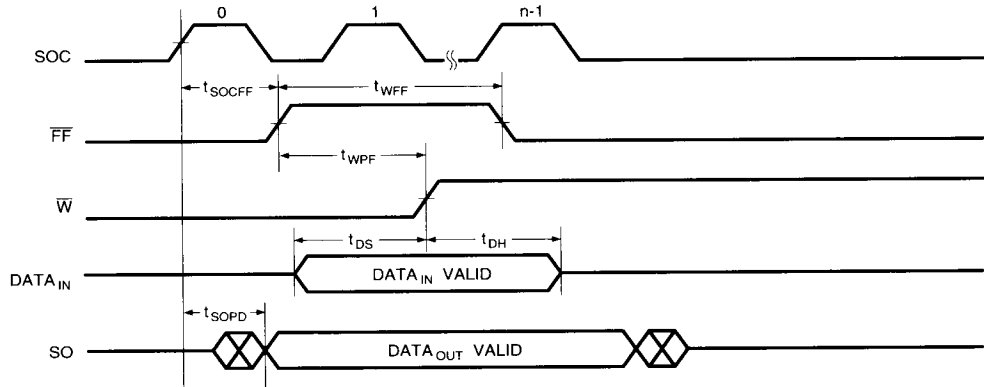 0 1 n-1
SOC
tSOCFF tWFF
FF
tWPF
W
tDS tDH
DATAIN DATAIN VALID
tSOPD
SO DATAOUT VALID